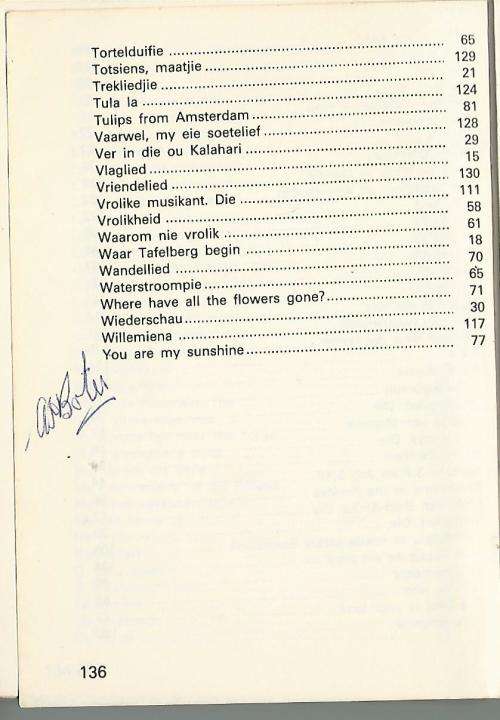 Tortelduifie ........ 65
Totsiens, maatjie ........ 129
Trekliedjie ........ 21
Tula la ........ 124
Tulips from Amsterdam ........ 81
Vaarwel, my eie soetelief ........ 128
Ver in die ou Kalahari ........ 29
Vlaglied ........ 15
Vriendelied ........ 130
Vrolike musikant. Die ........ 111
Vrolikheid ........ 58
Waarom nie vrolik ........ 61
Waar Tafelberg begin ........ 18
Wandellied ........ 70
Waterstroompie ........ 65
Where have all the flowers gone? ........ 71
Wiederschau ........ 30
Willemiena ........ 117
You are my sunshine ........ 77
136